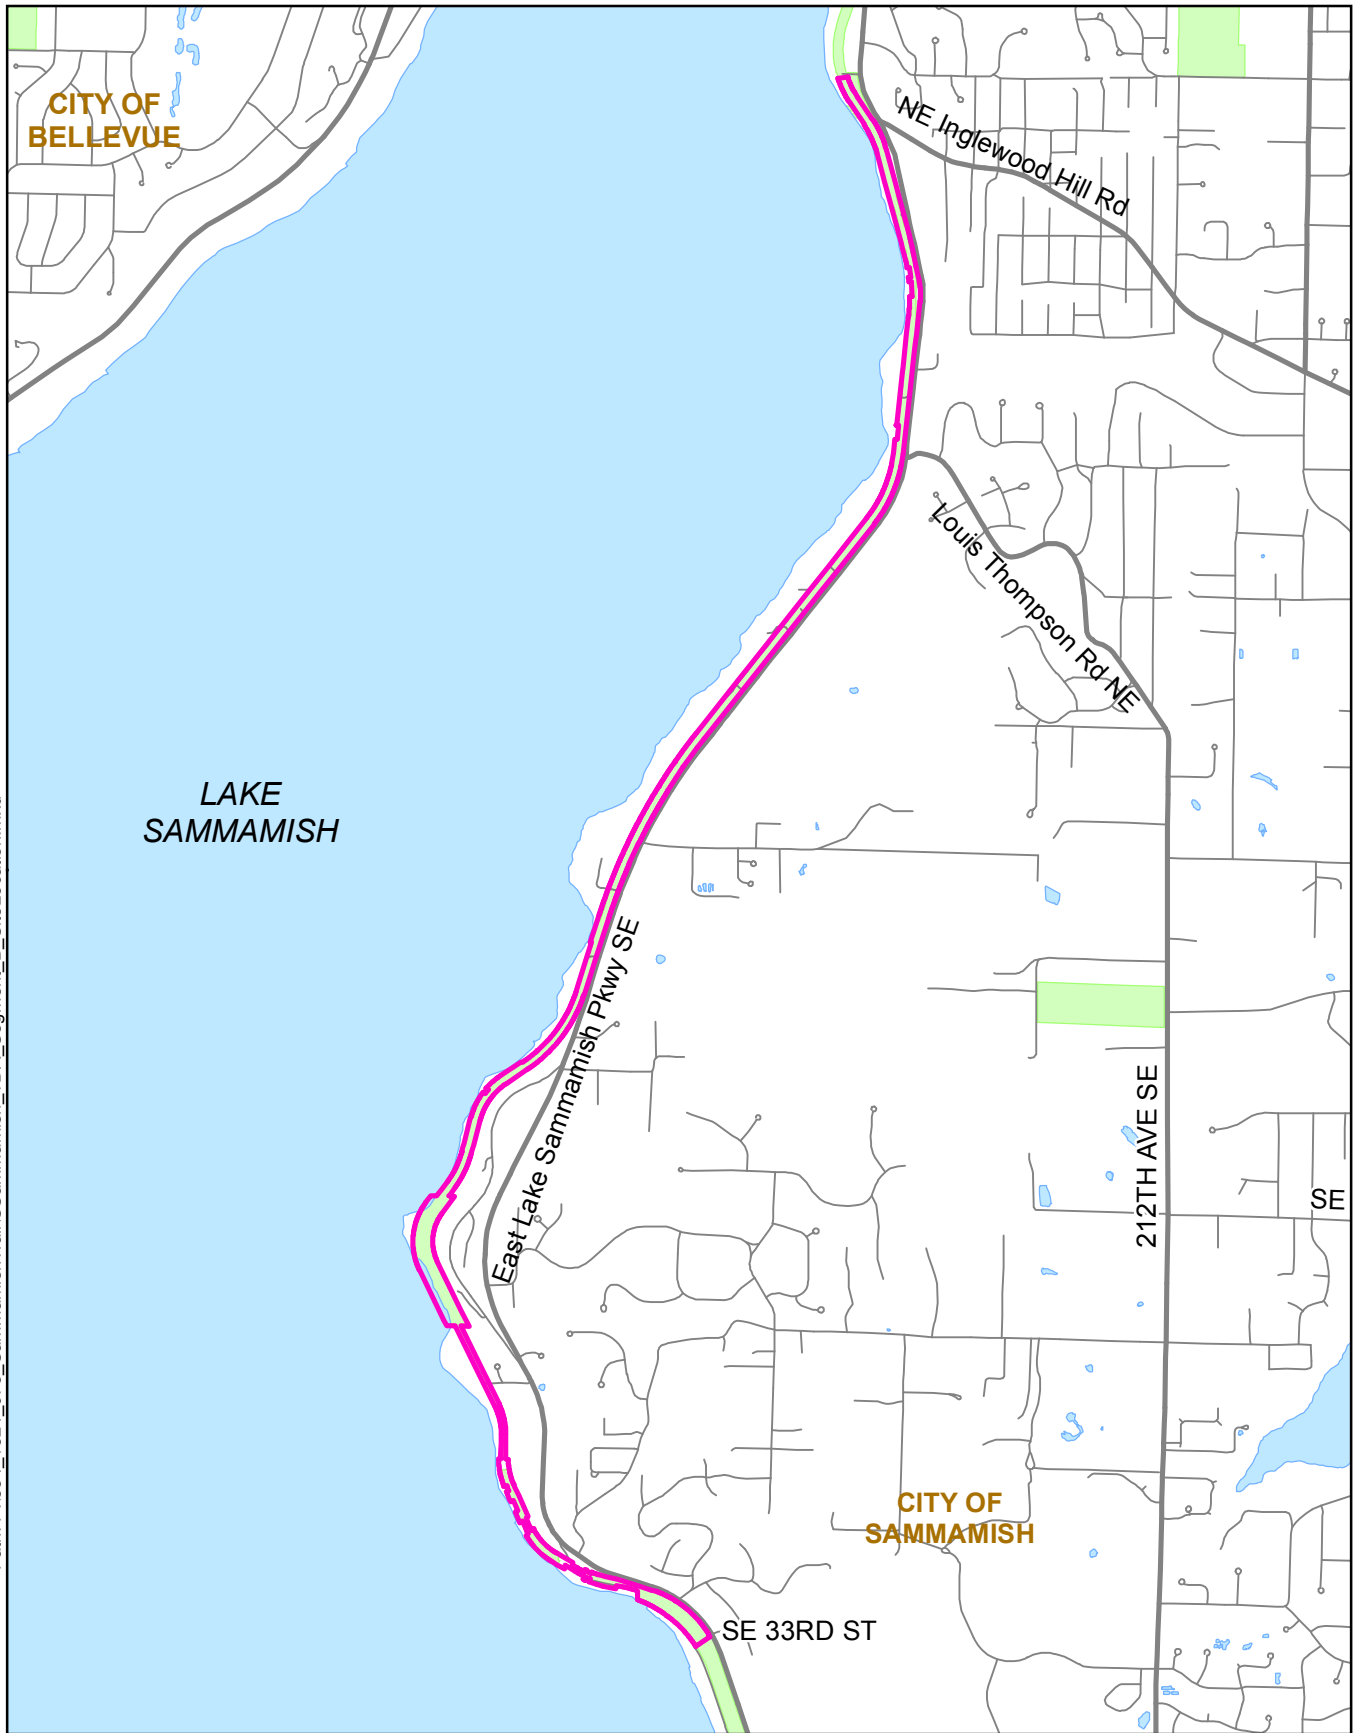 CITY OF
BELLEVUE
NE Inglewood Hill Rd
Louis Thompson Rd NE
LAKE
SAMMAMISH
East Lake Sammamish Pkwy SE
212TH AVE SE
SE
CITY OF
SAMMAMISH
SE 33RD ST